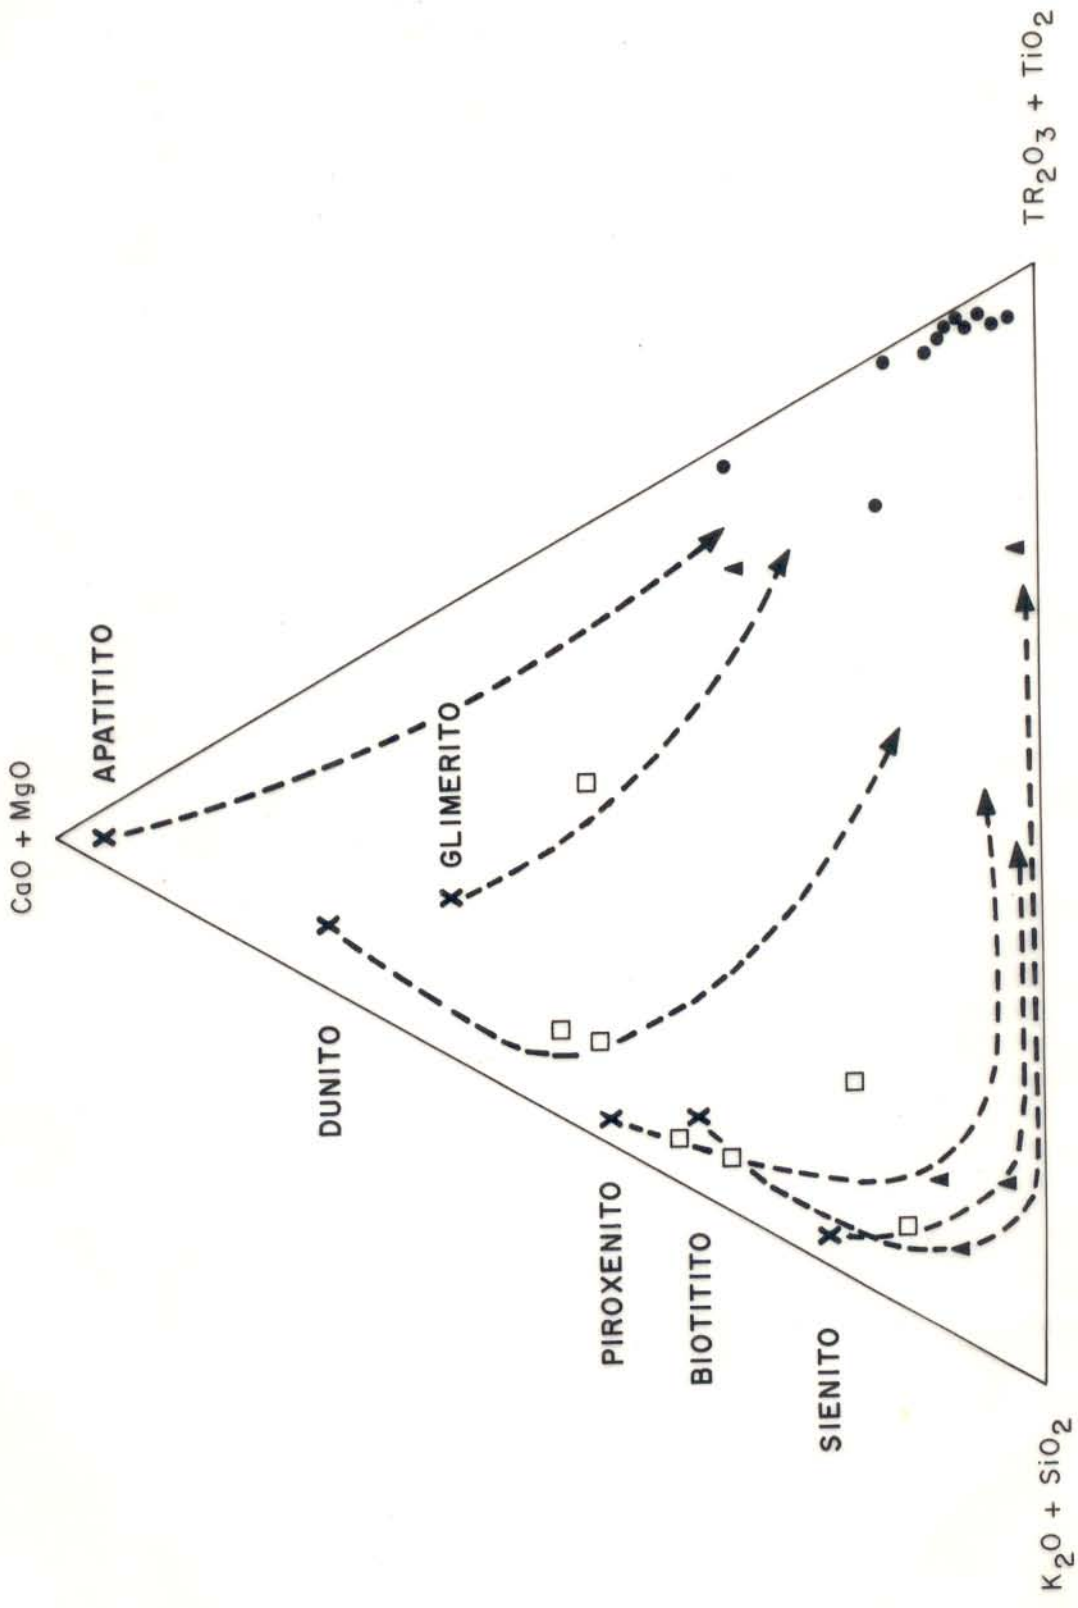 CaO + MgO
APATITITO
DUNITO
GLIMERITO
PIROXENITO
BIOTITITO
SIENITO
K₂O + SiO₂
TR₂O₃ + TiO₂